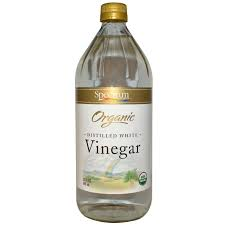 Spectrum
Organic
DISTILLED WHITE
Vinegar